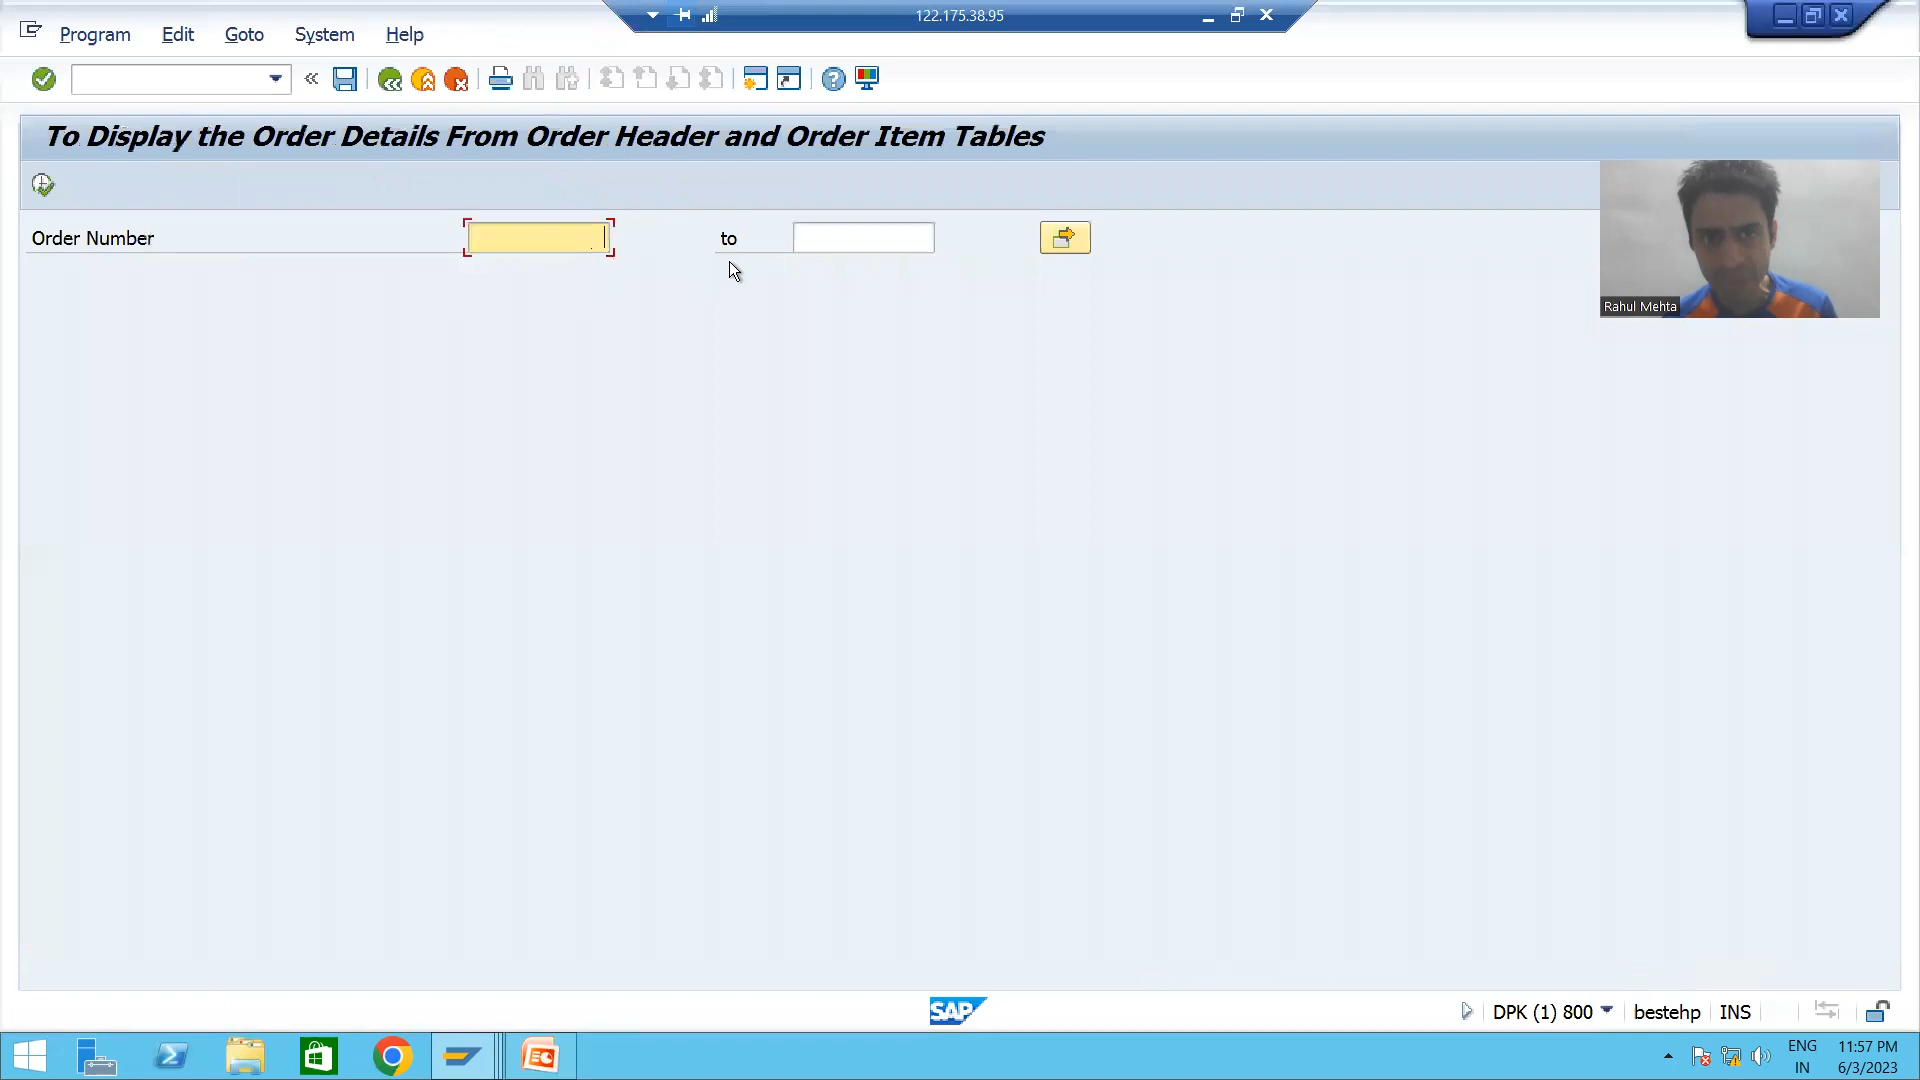 122.175.38.95
Program Edit Goto System Help
To Display the Order Details From Order Header and Order Item Tables
Order Number to
Rahul Mehta
SAP
DPK (1) 800 bestehp INS
ENG 11:57 PM
IN 6/3/2023